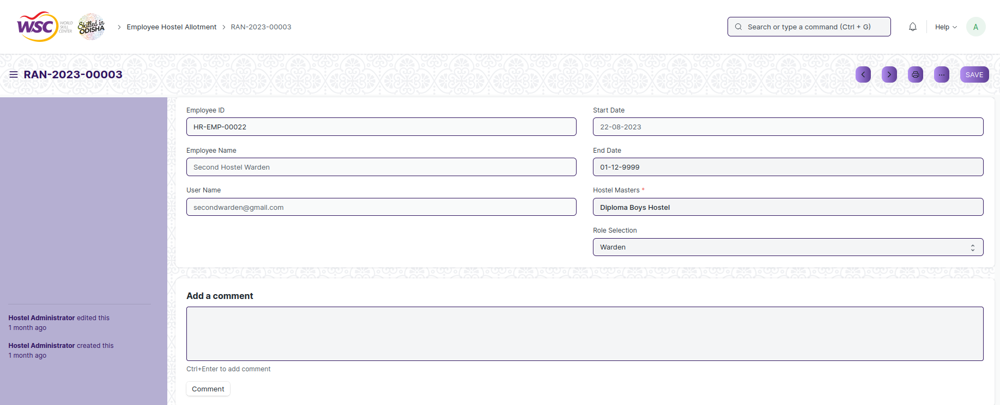 WSC WORLD SKILL CENTER Skilled in ODISHA Employee Hostel Allotment RAN-2023-00003 Search or type a command (Ctrl + G) Help A
RAN-2023-00003 ... SAVE
Employee ID
HR-EMP-00022
Employee Name
Second Hostel Warden
User Name
secondwarden@gmail.com
Start Date
22-08-2023
End Date
01-12-9999
Hostel Masters *
Diploma Boys Hostel
Role Selection
Warden
Hostel Administrator edited this
1 month ago
Hostel Administrator created this
1 month ago
Add a comment
Ctrl+Enter to add comment
Comment